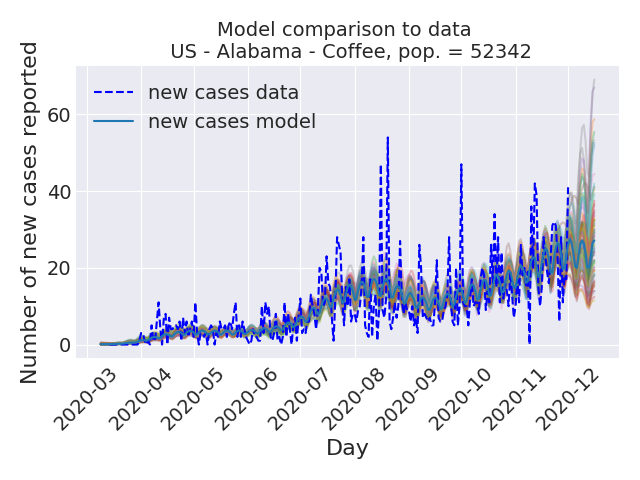 Model comparison to data
US - Alabama - Coffee, pop. = 52342
Number of new cases reported
60
40
20
0
new cases data
new cases model
2020-03
2020-04
2020-05
2020-06
2020-07
2020-08
2020-09
2020-10
2020-11
2020-12
Day